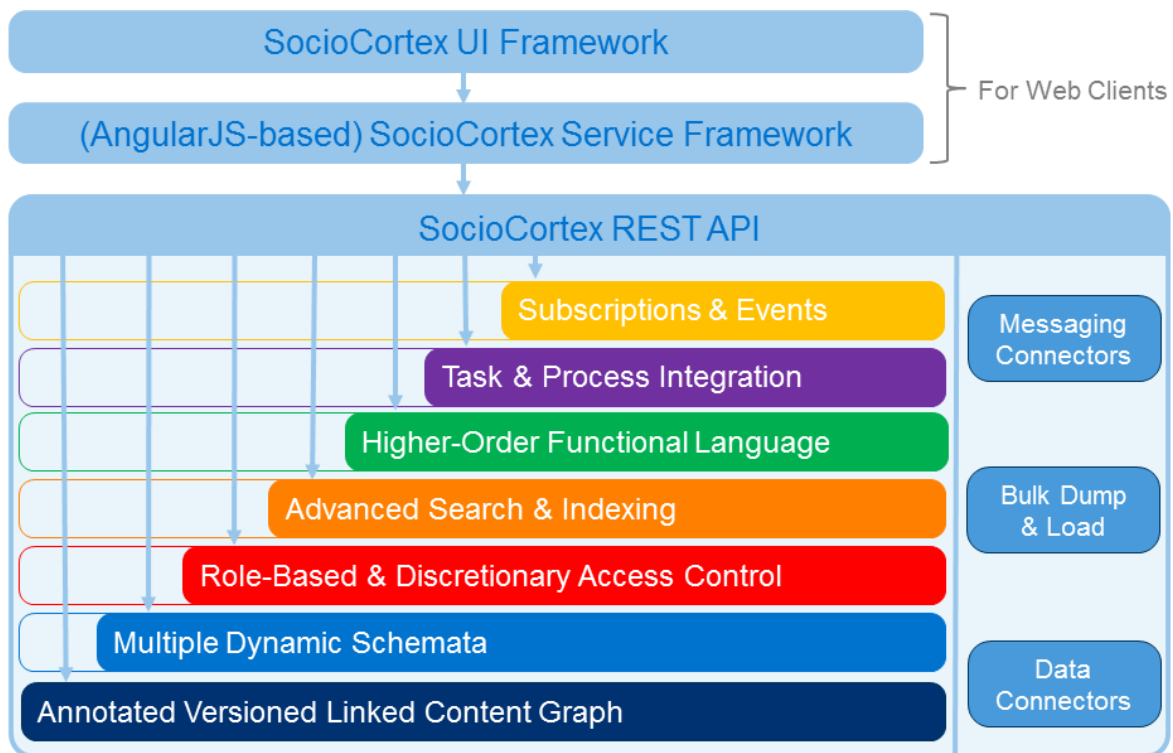 SocioCortex UI Framework
For Web Clients
(AngularJS-based) SocioCortex Service Framework
SocioCortex REST API
Subscriptions & Events
Task & Process Integration
Higher-Order Functional Language
Advanced Search & Indexing
Role-Based & Discretionary Access Control
Multiple Dynamic Schemata
Annotated Versioned Linked Content Graph
Messaging
Connectors
Bulk Dump
& Load
Data
Connectors